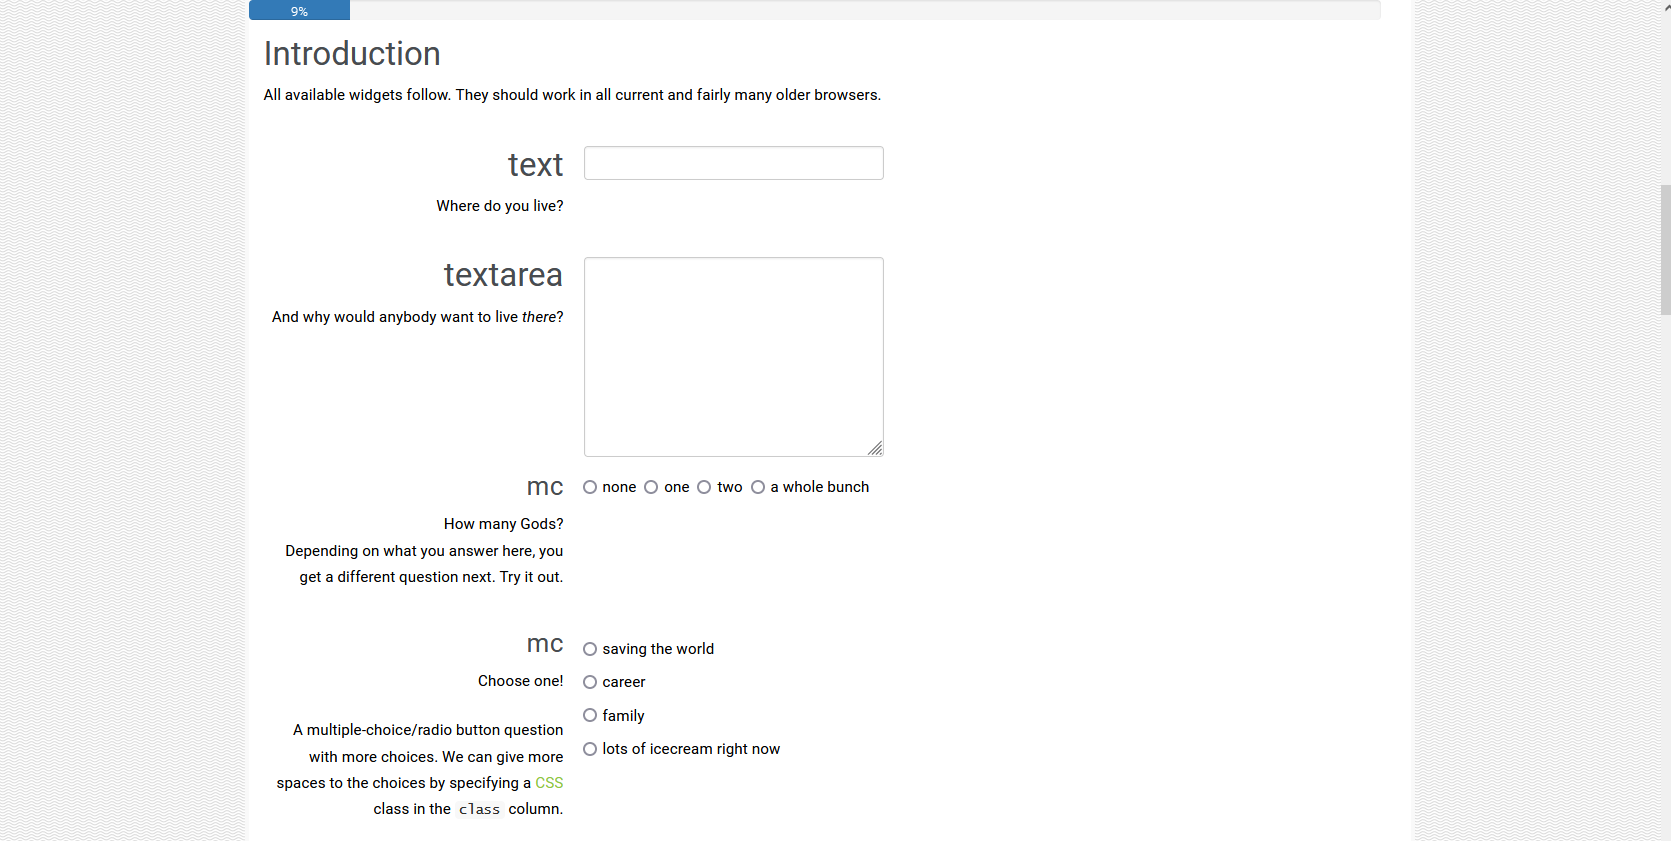 9%
Introduction
All available widgets follow. They should work in all current and fairly many older browsers.
text
Where do you live?
textarea
And why would anybody want to live there?
mc
none one two a whole bunch
How many Gods?
Depending on what you answer here, you
get a different question next. Try it out.
mc
saving the world
Choose one!
career
family
A multiple-choice/radio button question
lots of icecream right now
with more choices. We can give more
spaces to the choices by specifying a CSS
class in the class column.